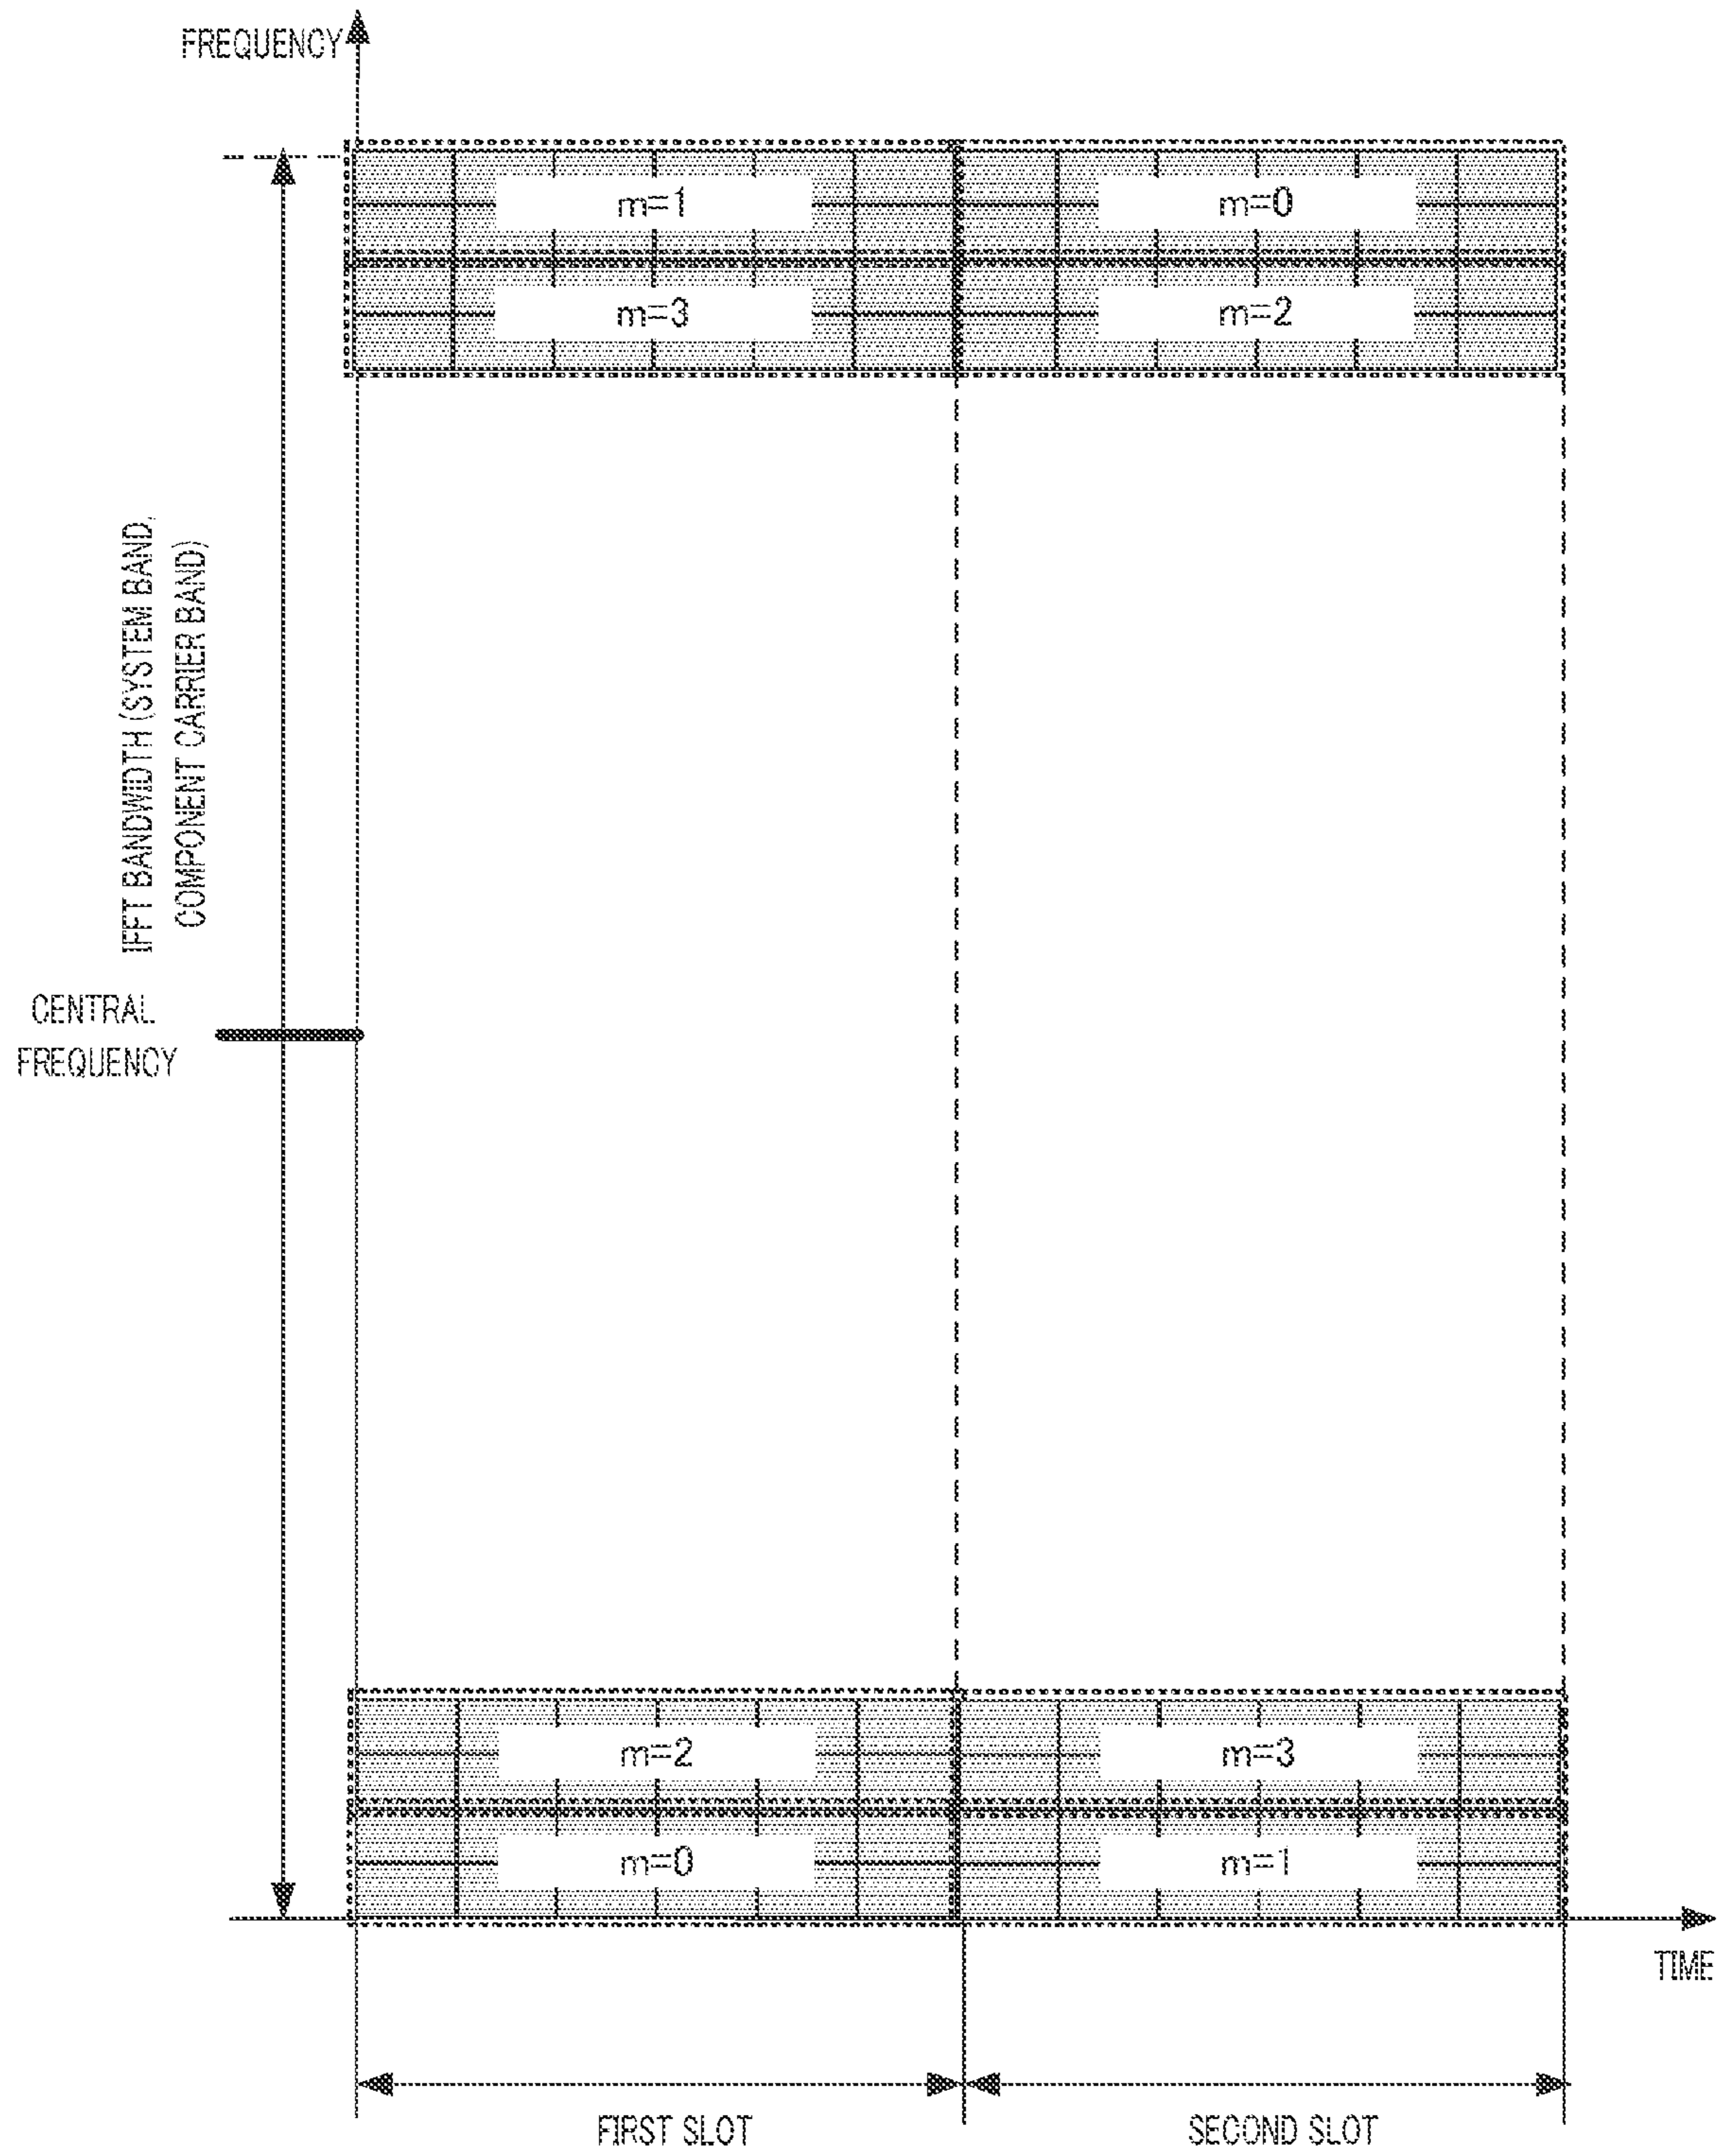 FREQUENCY
m=1
m=0
m=3
m=2
IFFT BANDWIDTH (SYSTEM BAND,
COMPONENT CARRIER BAND)
CENTRAL
FREQUENCY
m=2
m=3
m=0
m=1
TIME
FIRST SLOT
SECOND SLOT